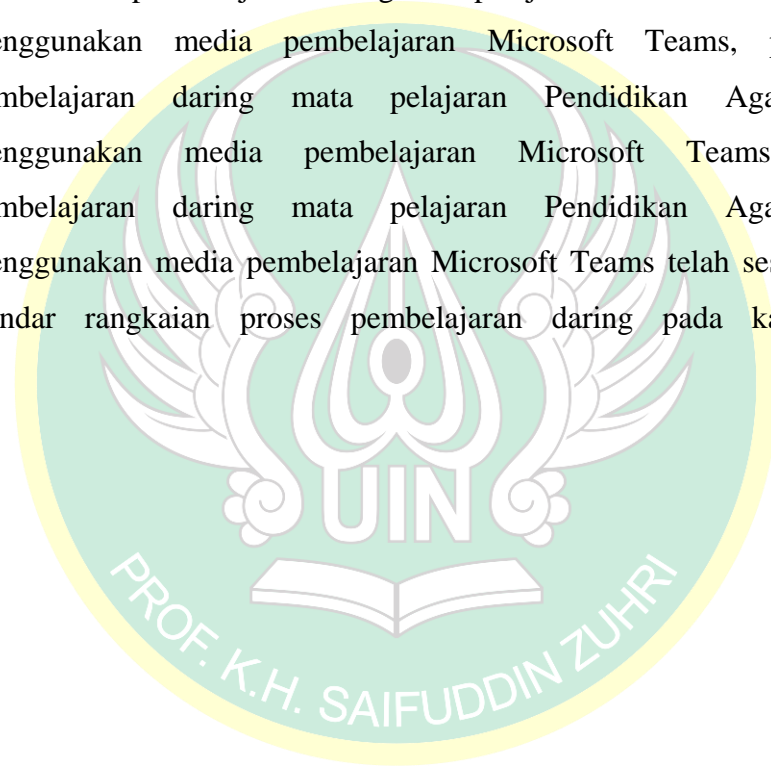 enggunakan media pembelajaran Microsoft Teams, p
mbelajaran daring mata pelajaran Pendidikan Aga
enggunakan media pembelajaran Microsoft Teams
mbelajaran daring mata pelajaran Pendidikan Aga
enggunakan media pembelajaran Microsoft Teams telah ses
ndar rangkaian proses pembelajaran daring pada ka
UIN
PROF. K.H. SAIFUDDIN ZUHRI